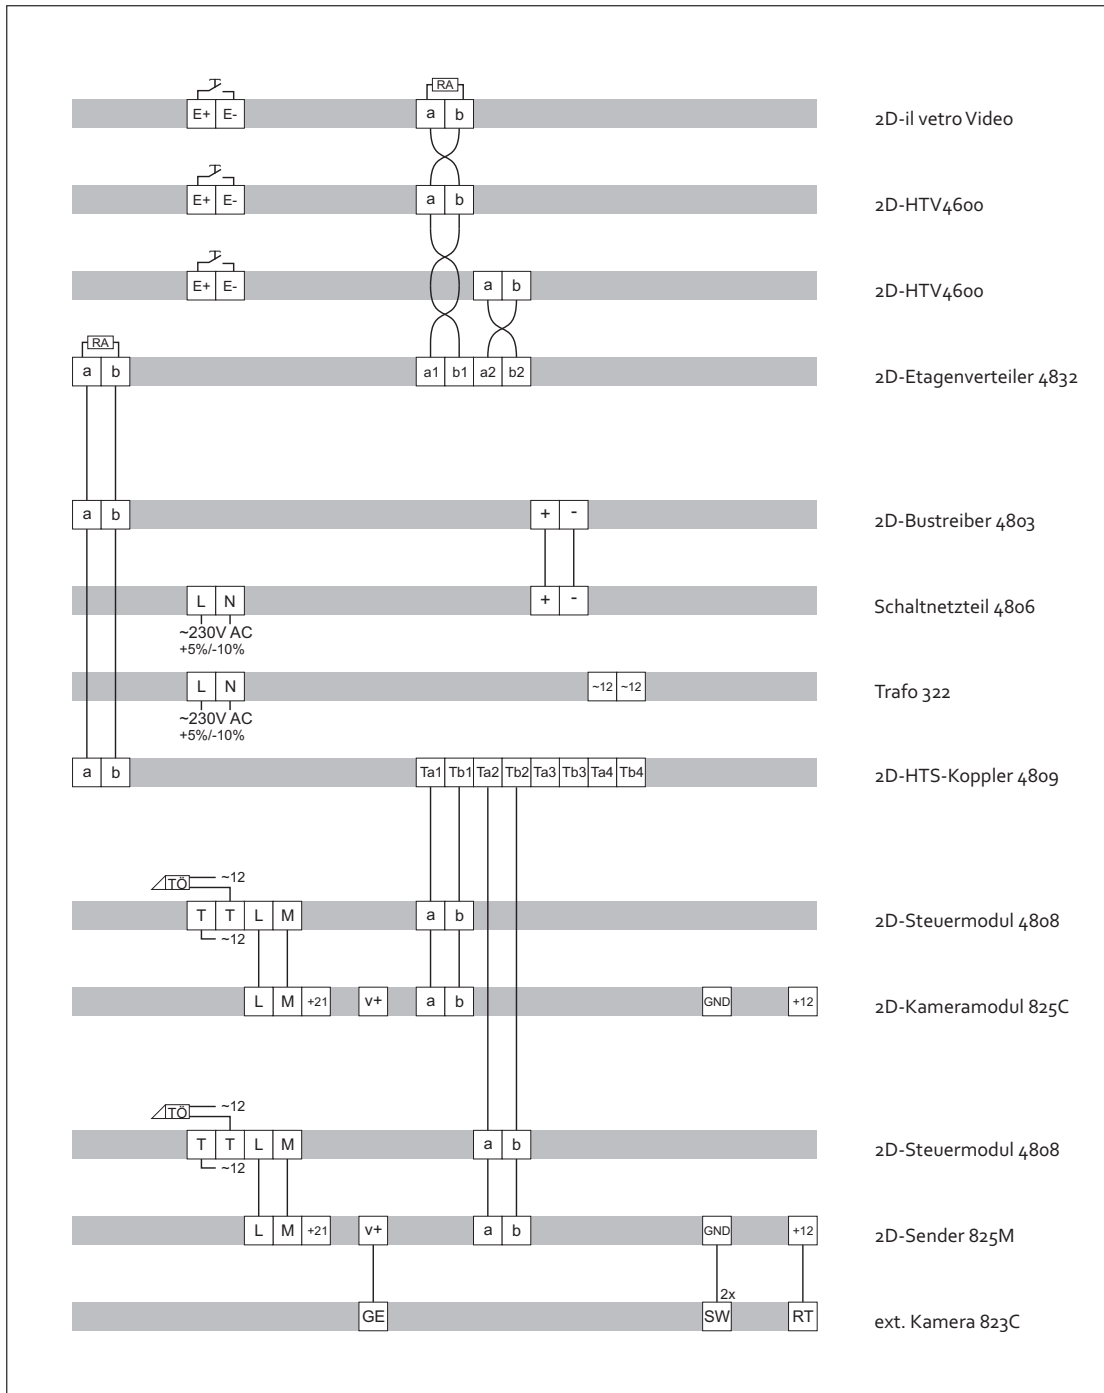 RA
E+ E- a b 2D-il vetro Video
E+ E- a b 2D-HTV4600
E+ E- a b 2D-HTV4600
RA
a b a1 b1 a2 b2 2D-Etagenverteiler 4832
a b + - 2D-Bustreiber 4803
L N + - Schaltnetzteil 4806
~230V AC
+5%/-10%
L N ~12 ~12 Trafo 322
~230V AC
+5%/-10%
a b Ta1 Tb1 Ta2 Tb2 Ta3 Tb3 Ta4 Tb4 2D-HTS-Koppler 4809
TÖ ~12
T T L M a b 2D-Steuermodul 4808
~12
L M +21 v+ a b GND +12 2D-Kameramodul 825C
TÖ ~12
T T L M a b 2D-Steuermodul 4808
~12
L M +21 v+ a b GND +12 2D-Sender 825M
2x
GE SW RT ext. Kamera 823C